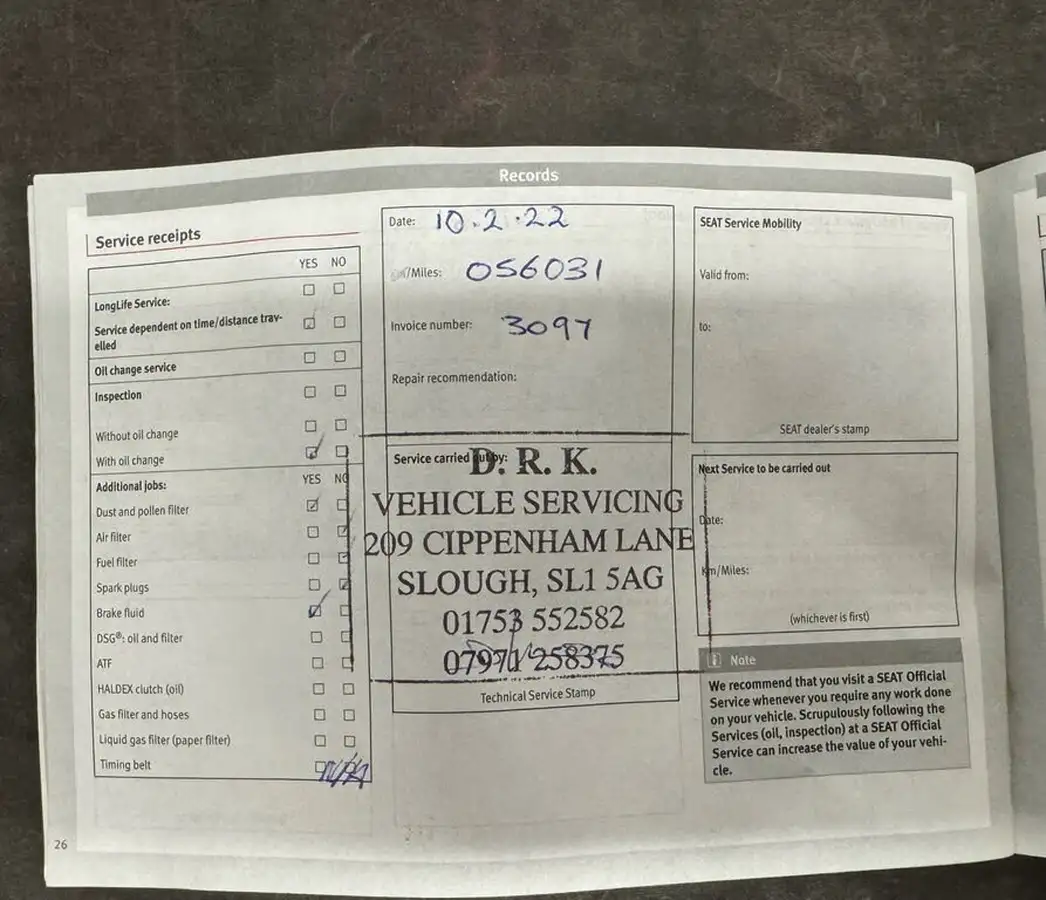 Records
Service receipts
YES NO
LongLife Service:
Service dependent on time/distance trav-
elled
Oil change service
Inspection
Without oil change
With oil change
Additional jobs:
YES NO
Dust and pollen filter
Air filter
Fuel filter
Spark plugs
Brake fluid
DSG®: oil and filter
ATF
HALDEX clutch (oil)
Gas filter and hoses
Liquid gas filter (paper filter)
Timing belt
N/A
Date: 10.2.22
/Miles: 056031
Invoice number: 3097
Repair recommendation:
Service carried out by:
D. R. K.
VEHICLE SERVICING
209 CIPPENHAM LANE
SLOUGH, SL1 5AG
01753 552582
07971 258375
Technical Service Stamp
SEAT Service Mobility
Valid from:
to:
SEAT dealer's stamp
Next Service to be carried out
Date:
Km/Miles:
(whichever is first)
Note
We recommend that you visit a SEAT Official
Service whenever you require any work done
on your vehicle. Scrupulously following the
Services (oil, inspection) at a SEAT Official
Service can increase the value of your vehi-
cle.
26